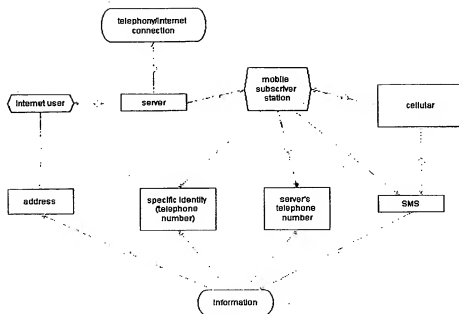 telephony/internet
connection
mobile
subscriver
station
Internet user
server
cellular
address
specific identity
(telephone
number)
server's
telephone
number
SMS
Information